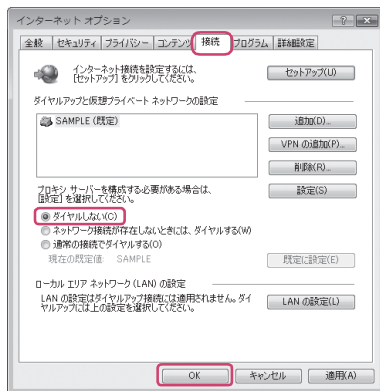 インターネット オプション
全般 セキュリティ プライバシー コンテンツ 接続 プログラム 詳細設定
インターネット接続を設定するには、
[セットアップ] をクリックしてください。
セットアップ(U)
ダイヤルアップと仮想プライベート ネットワークの設定
SAMPLE (既定)
追加(D)...
VPN の追加(P)...
削除(R)...
プロキシ サーバーを構成する必要がある場合は、
[設定] を選択してください。
設定(S)
ダイヤルしない(C)
ネットワーク接続が存在しないときには、ダイヤルする(W)
通常の接続でダイヤルする(O)
現在の既定値: SAMPLE
既定に設定(E)
ローカル エリア ネットワーク (LAN) の設定
LAN の設定はダイヤルアップ接続には適用されません。ダイ
ヤルアップには上の設定を選択してください。
LAN の設定(L)
OK キャンセル 適用(A)